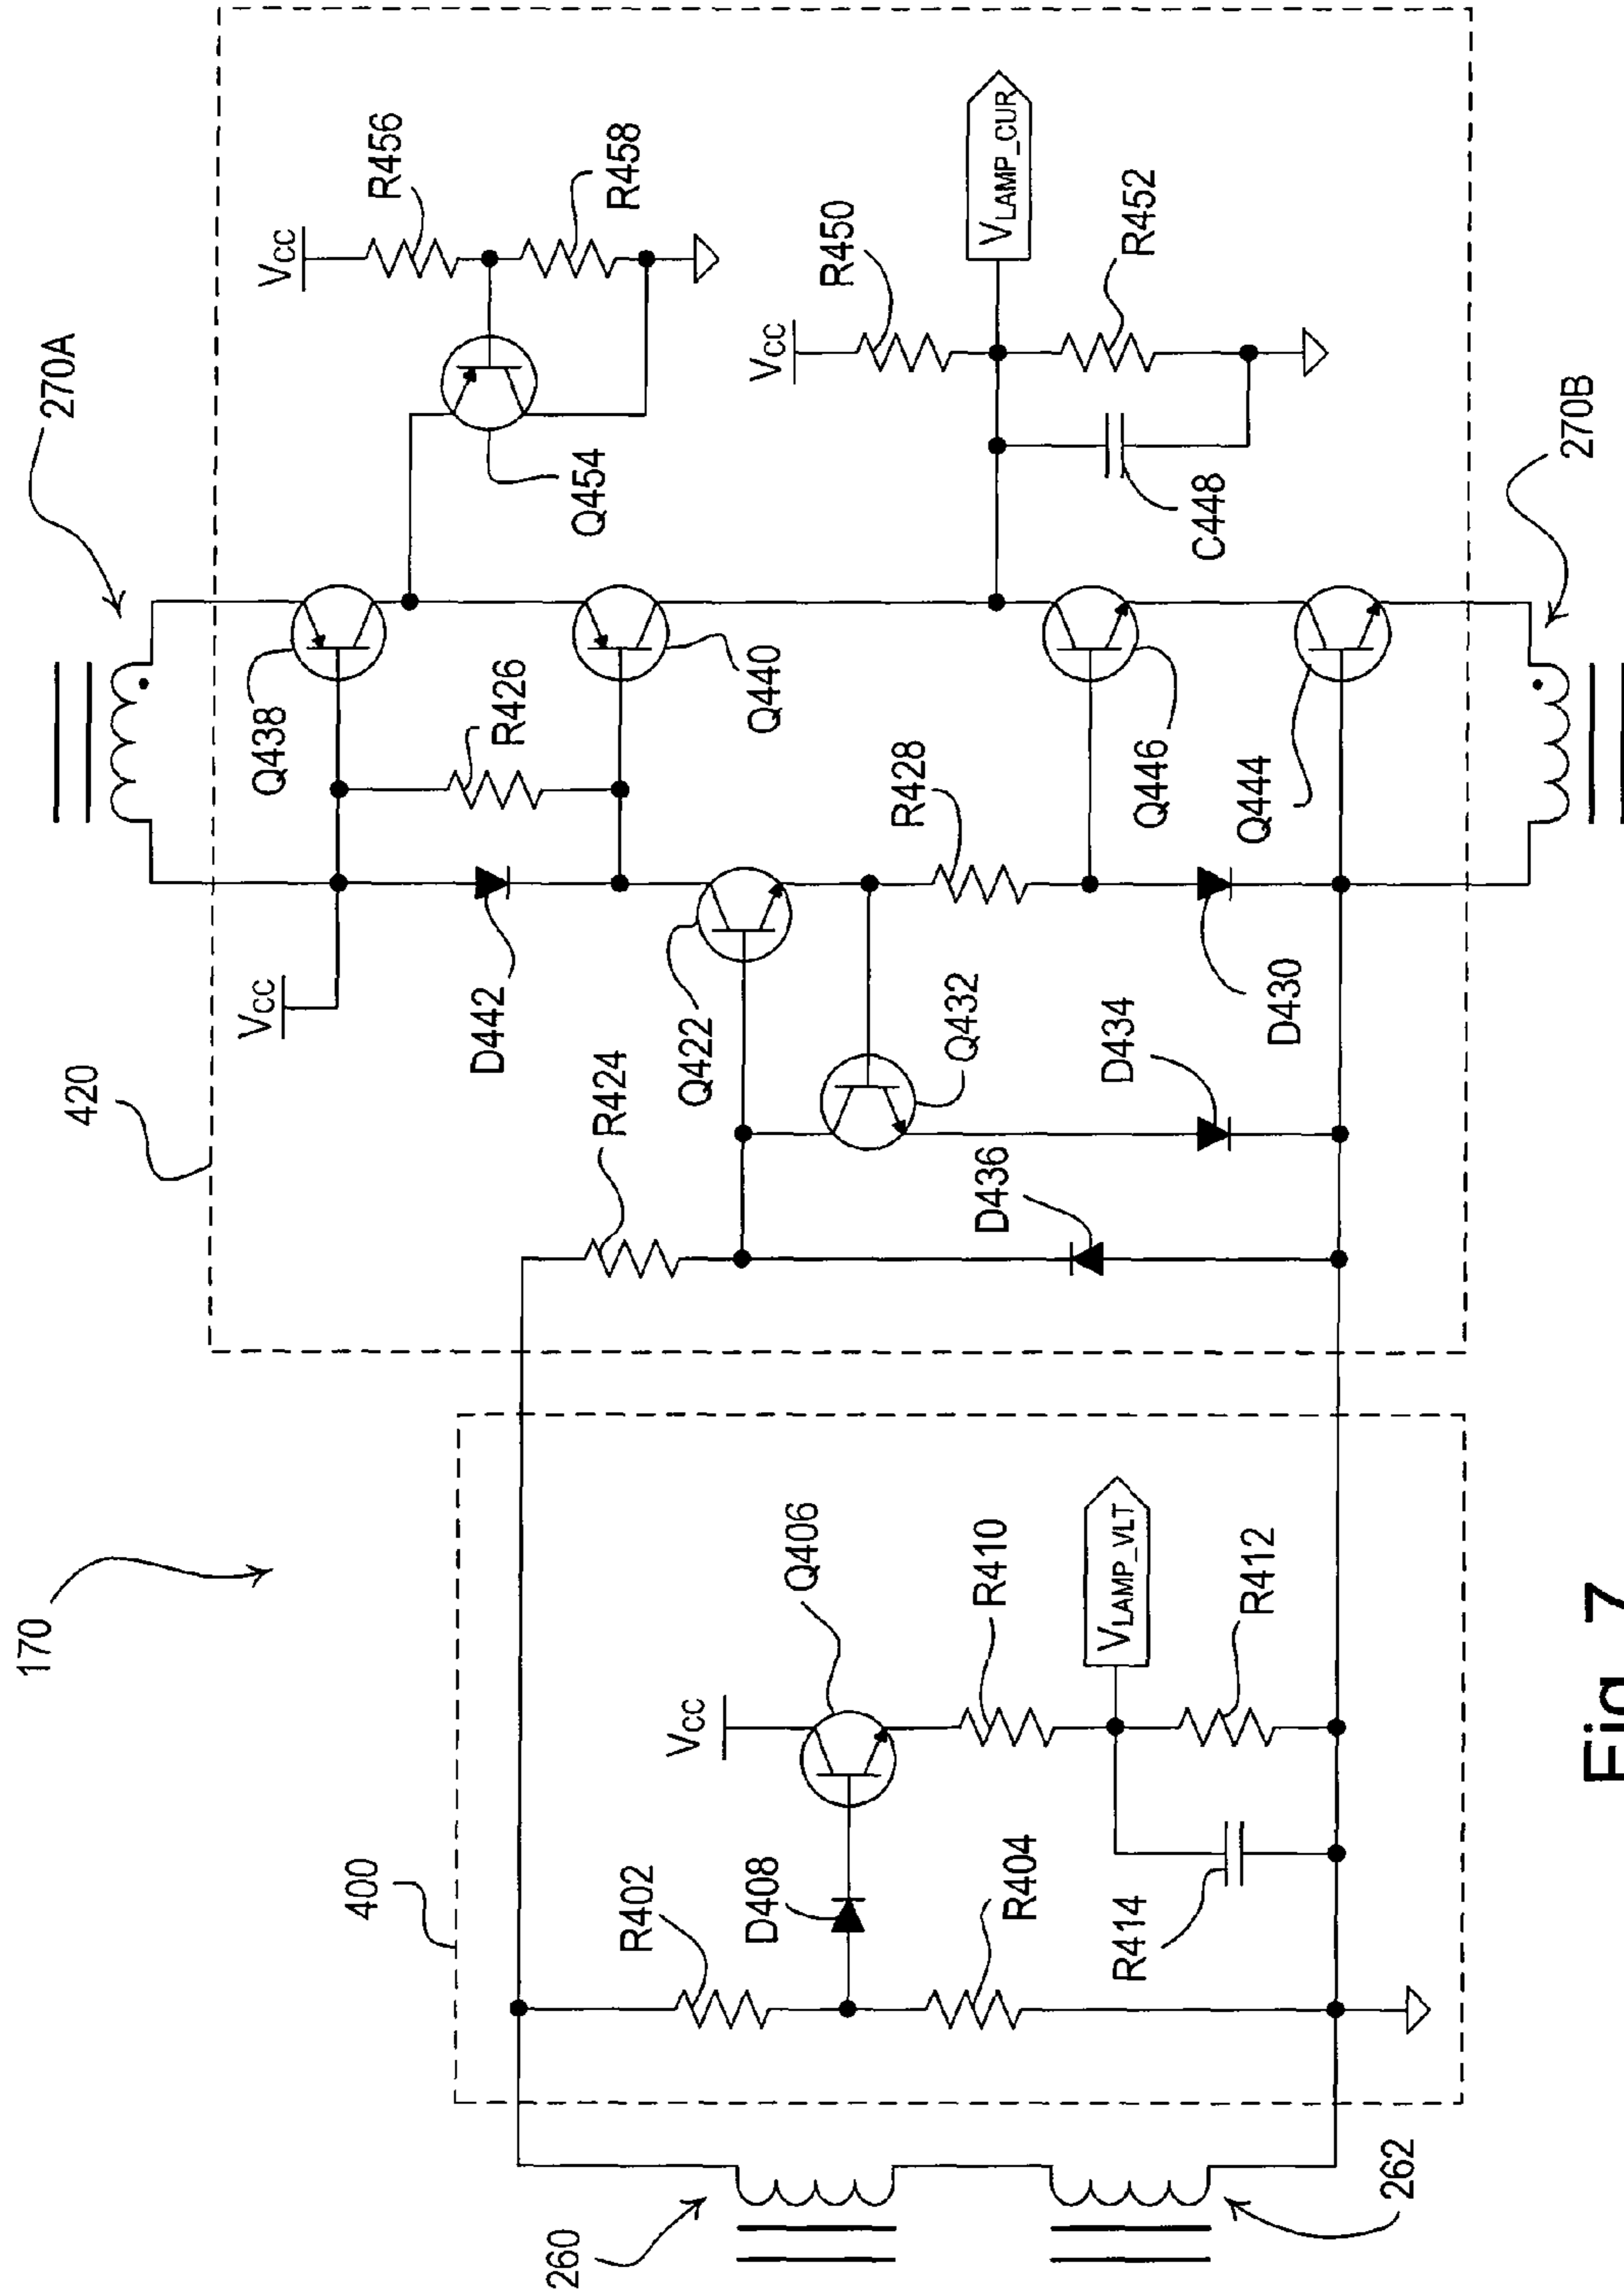 170
400
420
270A
VCC
R456
R458
Q454
Q438
R426
Q440
VCC
D442
Q422
R424
Q432
D434
D436
D430
R428
Q446
Q444
VCC
R450
VLAMP_CUR
R452
C448
270B
VCC
Q406
R410
VLAMP_VLT
R412
R402
D408
R404
R414
260
262
Fig. 7